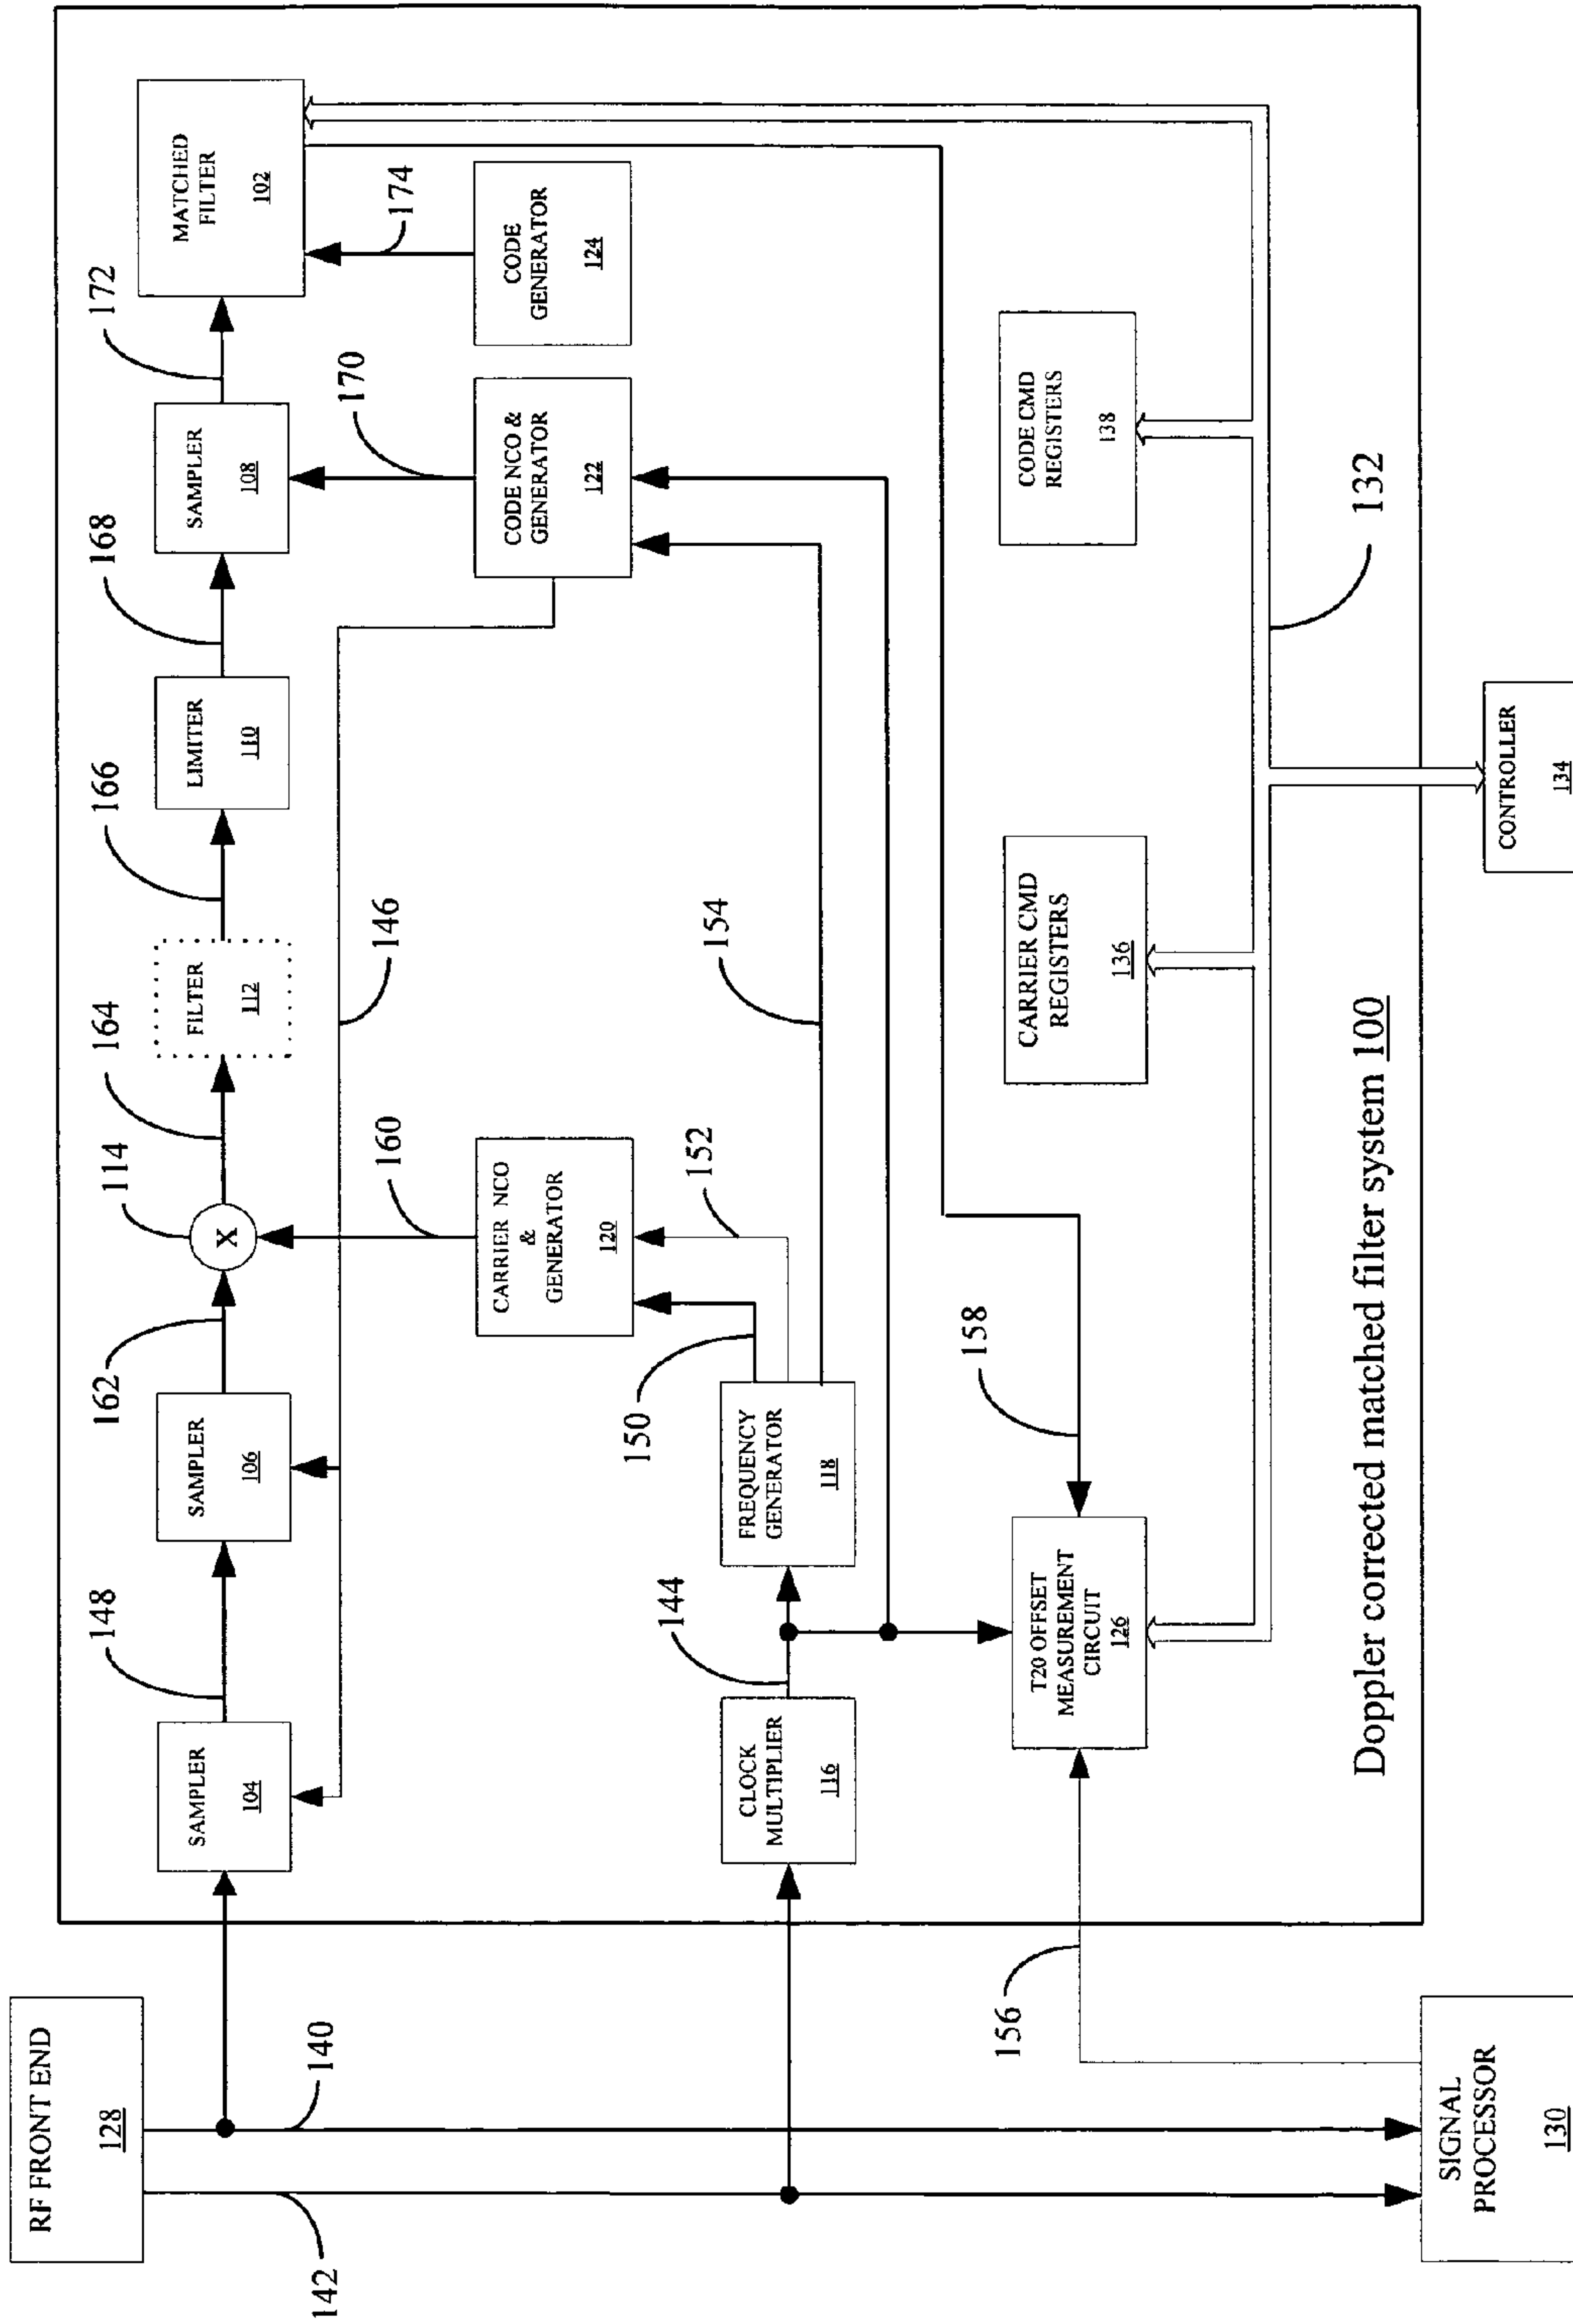 RF FRONT END
128
142
140
SIGNAL
PROCESSOR
130
156
SAMPLER
104
148
SAMPLER
106
162
114
X
164
FILTER
112
166
LIMITER
110
168
SAMPLER
108
172
MATCHED
FILTER
102
146
160
CARRIER NCO
&
GENERATOR
120
170
CODE NCO &
GENERATOR
122
174
CODE
GENERATOR
124
CLOCK
MULTIPLIER
116
144
FREQUENCY
GENERATOR
118
150
152
154
T20 OFFSET
MEASUREMENT
CIRCUIT
126
158
CARRIER CMD
REGISTERS
136
CODE CMD
REGISTERS
138
132
Doppler corrected matched filter system 100
CONTROLLER
134